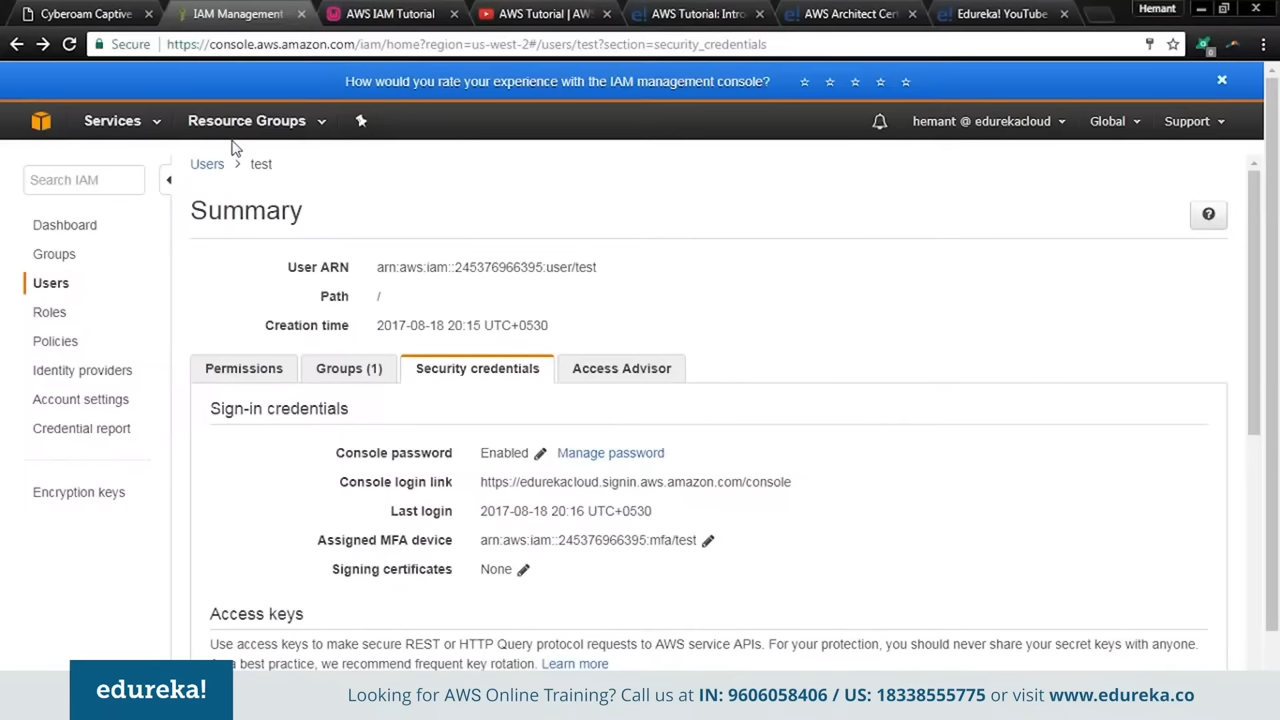 Cyberoam Captive
IAM Management
AWS IAM Tutorial
AWS Tutorial | AW
AWS Tutorial: Intro
AWS Architect Cert
Edureka! YouTube
Hemant
Secure
https://console.aws.amazon.com/iam/home?region=us-west-2#/users/test?section=security_credentials
How would you rate your experience with the IAM management console?
Services
Resource Groups
hemant @ edurekacloud
Global
Support
Search IAM
Dashboard
Groups
Users
Roles
Policies
Identity providers
Account settings
Credential report
Encryption keys
Users > test
Summary
User ARN arn:aws:iam::245376966395:user/test
Path /
Creation time 2017-08-18 20:15 UTC+0530
Permissions
Groups (1)
Security credentials
Access Advisor
Sign-in credentials
Console password Enabled Manage password
Console login link https://edurekacloud.signin.aws.amazon.com/console
Last login 2017-08-18 20:16 UTC+0530
Assigned MFA device arn:aws:iam::245376966395:mfa/test
Signing certificates None
Access keys
Use access keys to make secure REST or HTTP Query protocol requests to AWS service APIs. For your protection, you should never share your secret keys with anyone.
a best practice, we recommend frequent key rotation. Learn more
edureka!
Looking for AWS Online Training? Call us at IN: 9606058406 / US: 18338555775 or visit www.edureka.co